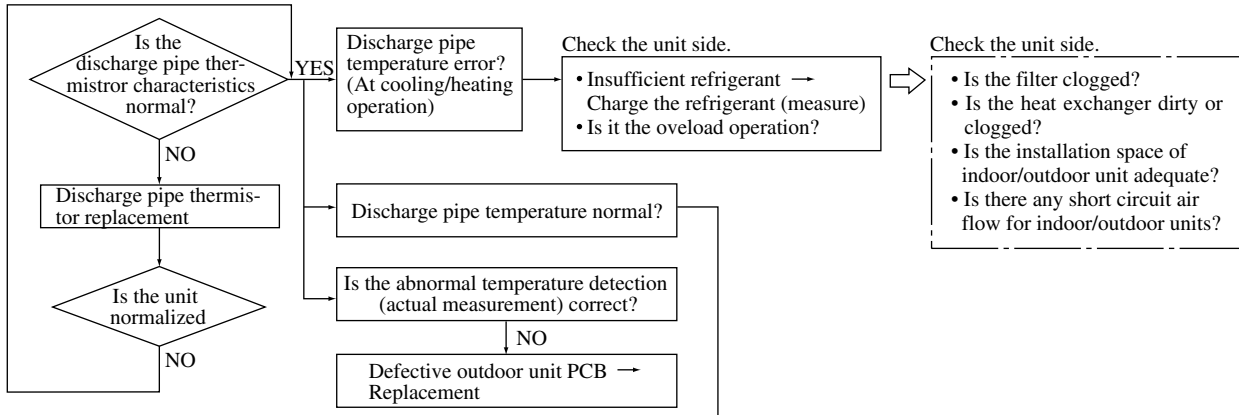 Is the
discharge pipe ther-
mistror characteristics
normal?
YES
NO
Discharge pipe thermis-
tor replacement
Is the unit
normalized
NO
Discharge pipe
temperature error?
(At cooling/heating
operation)
Check the unit side.
• Insufficient refrigerant →
Charge the refrigerant (measure)
• Is it the oveload operation?
Check the unit side.
• Is the filter clogged?
• Is the heat exchanger dirty or
clogged?
• Is the installation space of
indoor/outdoor unit adequate?
• Is there any short circuit air
flow for indoor/outdoor units?
Discharge pipe temperature normal?
Is the abnormal temperature detection
(actual measurement) correct?
NO
Defective outdoor unit PCB →
Replacement